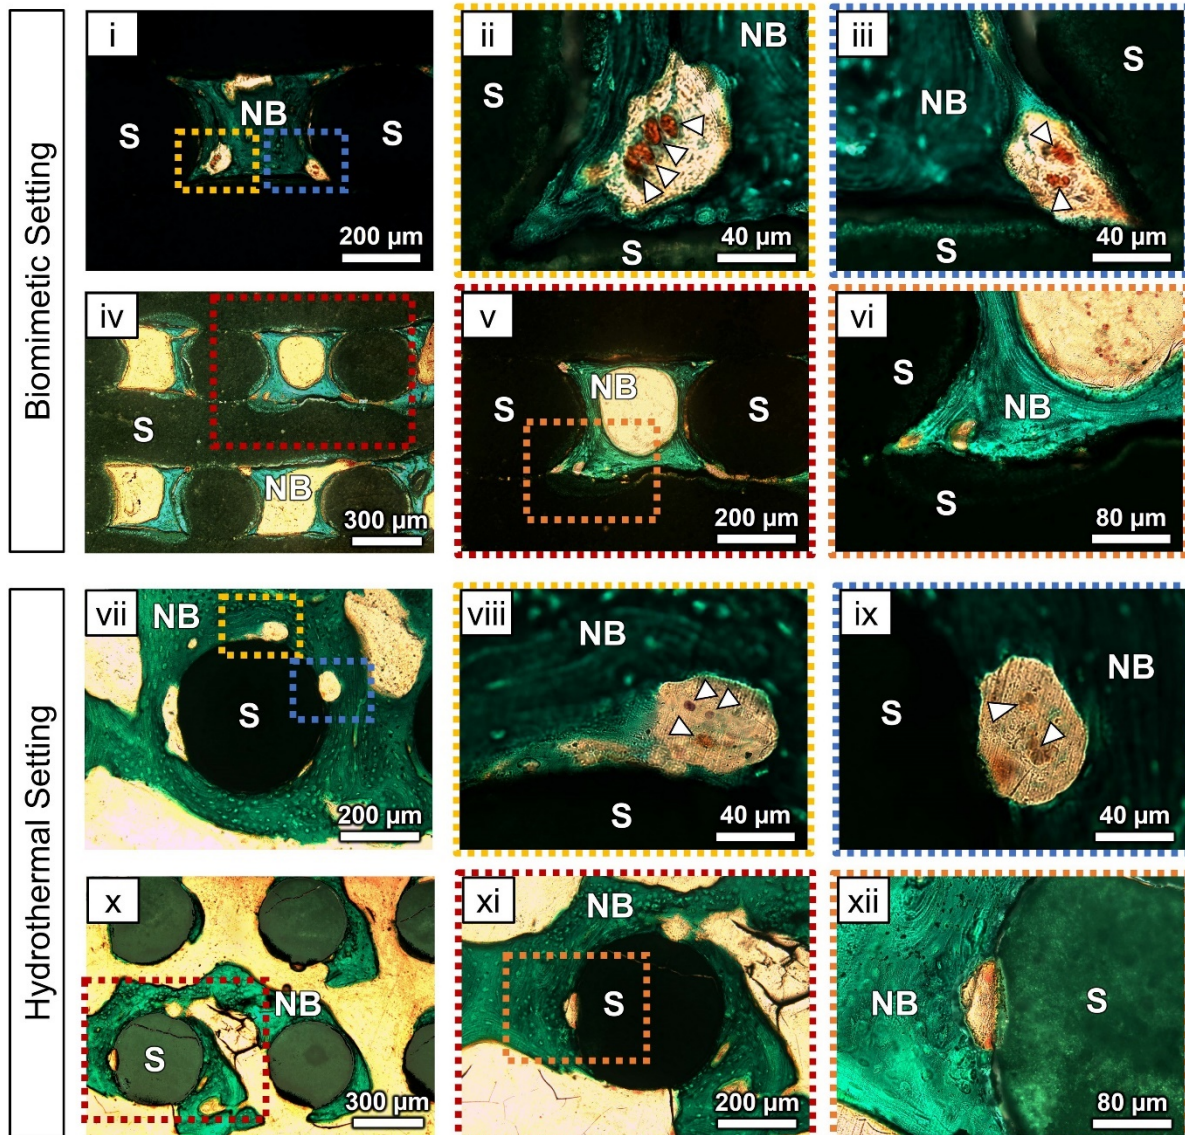 Biomimetic Setting
i
S
NB
S
200 µm
ii
NB
S
S
40 µm
iii
S
NB
S
40 µm
iv
S
NB
300 µm
v
NB
S
S
200 µm
vi
S
NB
S
80 µm
Hydrothermal Setting
vii
NB
S
200 µm
viii
NB
S
40 µm
ix
NB
S
40 µm
x
NB
S
300 µm
xi
NB
S
200 µm
xii
NB
S
80 µm